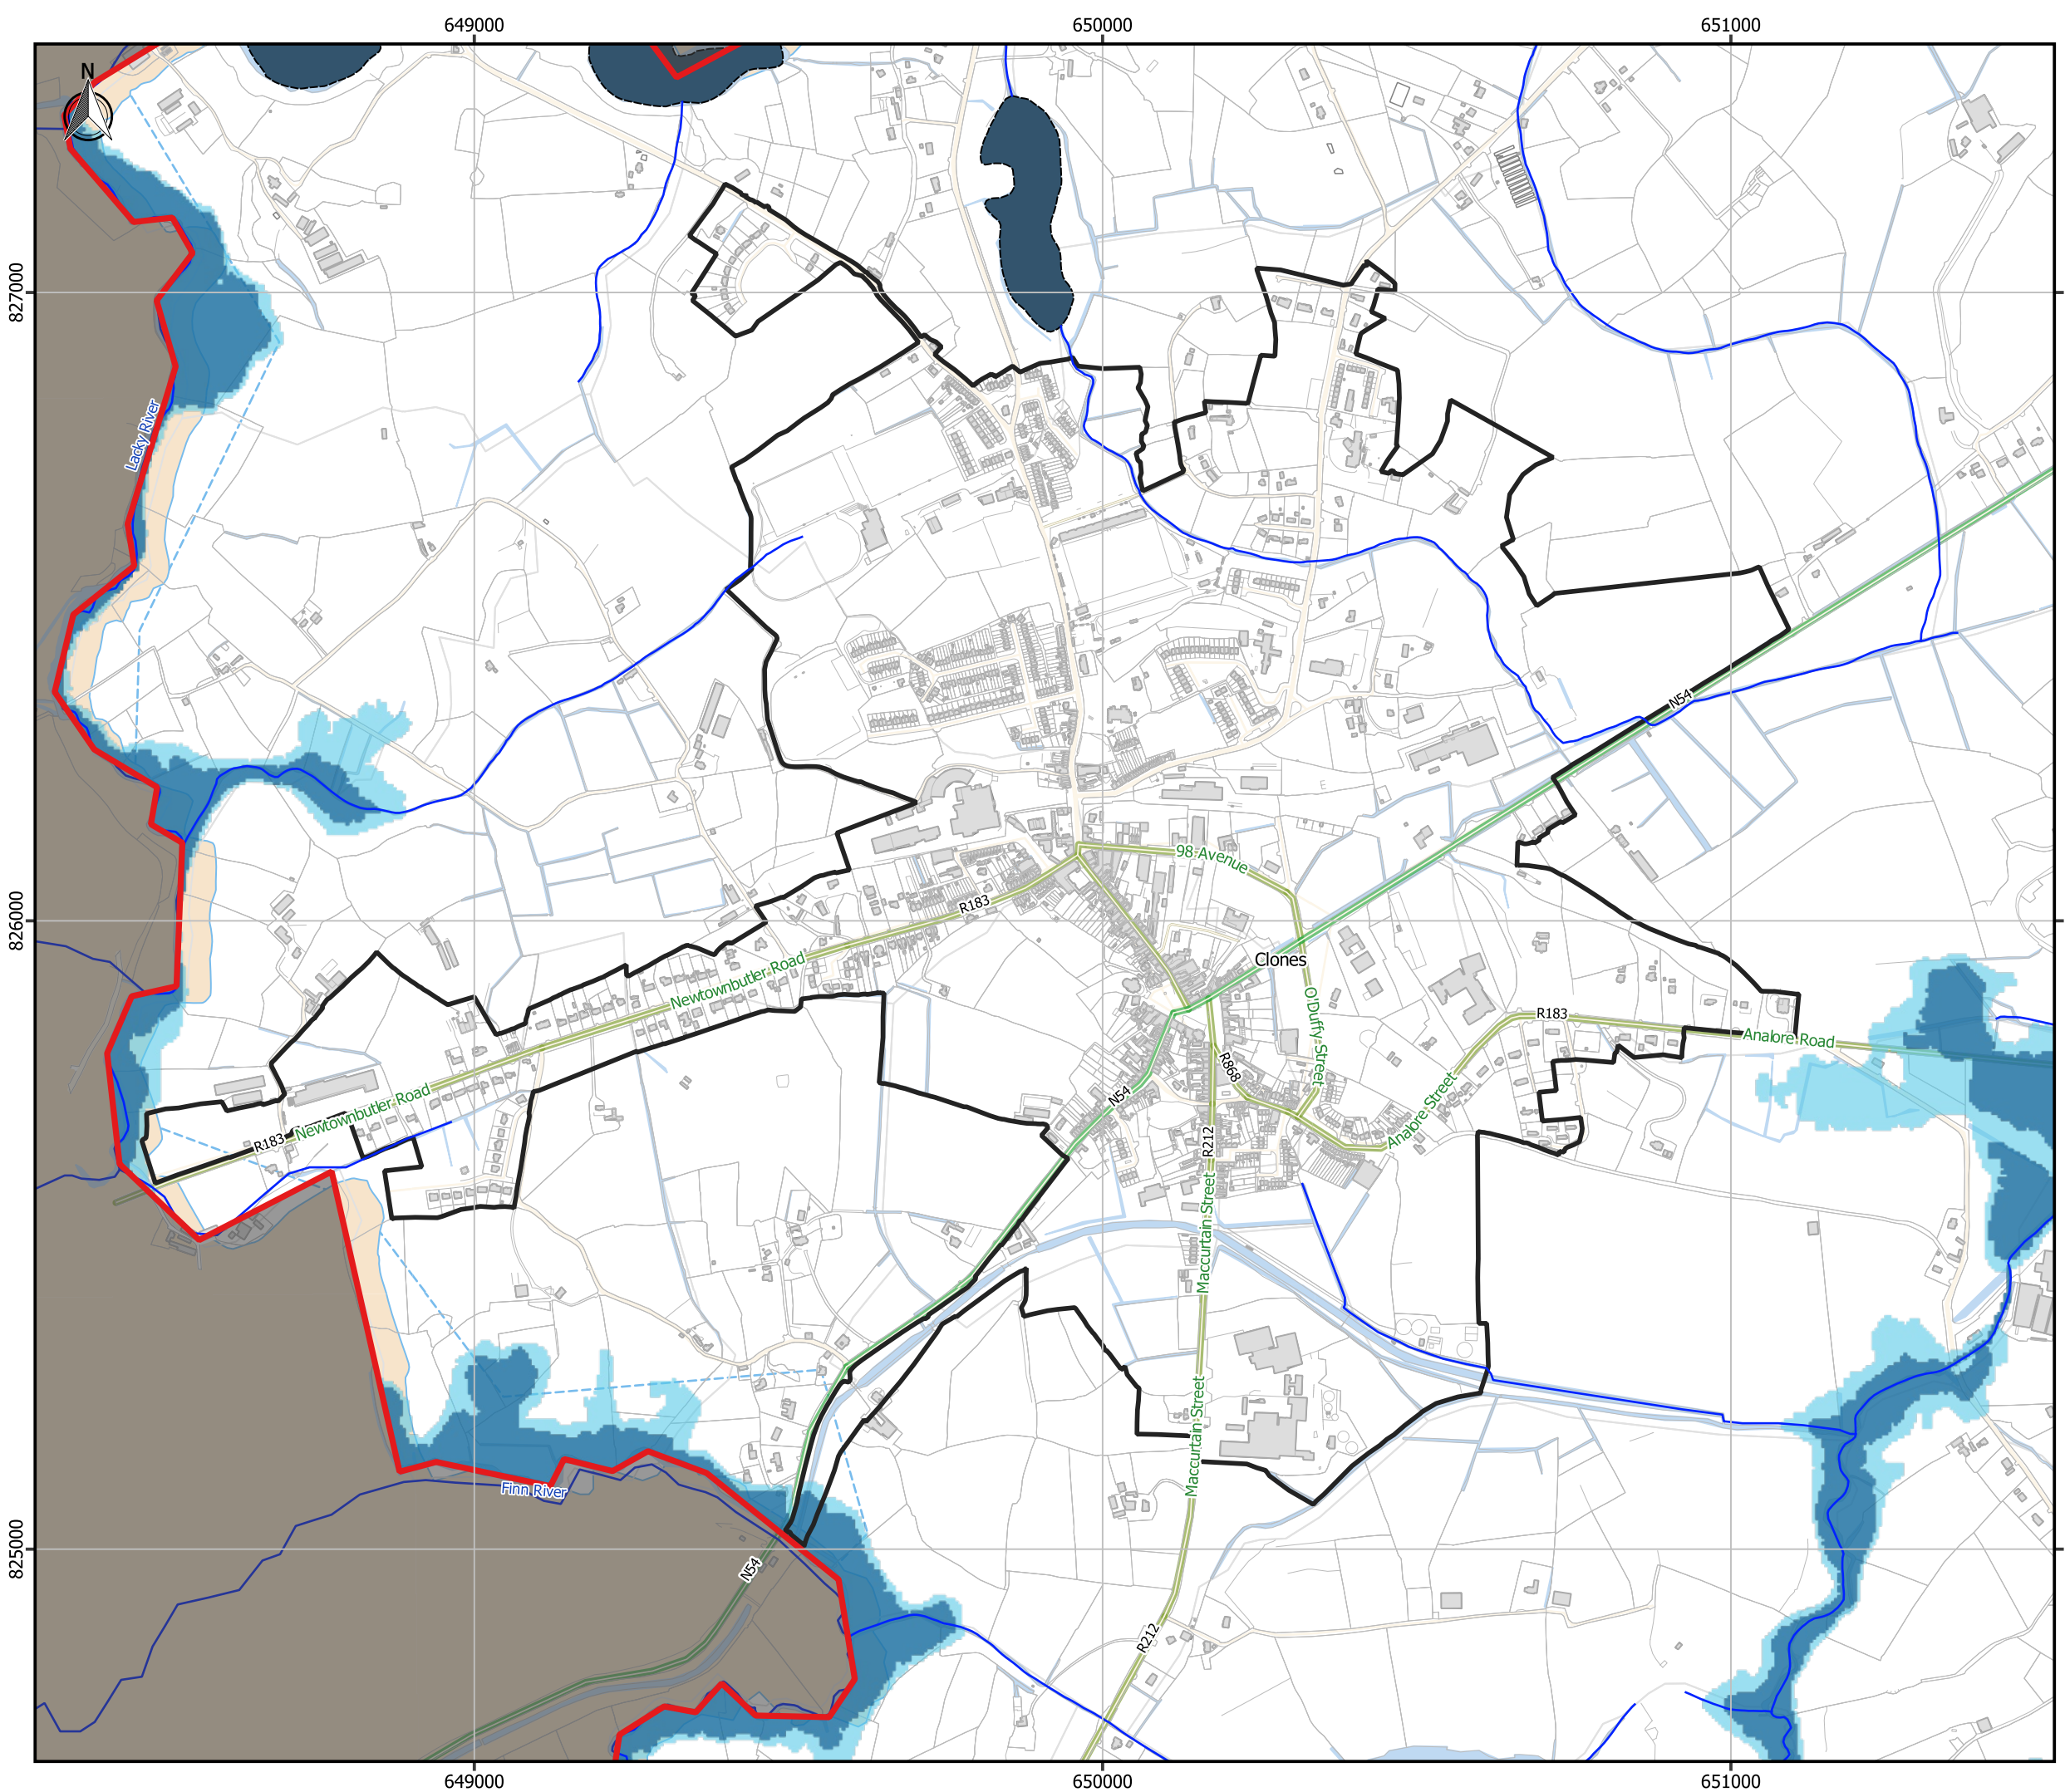 649000
650000
651000
N
827000
Lacky River
N54
98 Avenue
R183
826000
Clones
Newtownbutler Road
O'Duffy Street
R183
Analore Road
R868
N54
Analore Street
Newtownbutler Road
R183
R212
Maccurtain Street
Maccurtain Street
Finn River
825000
N54
R212
649000
650000
651000